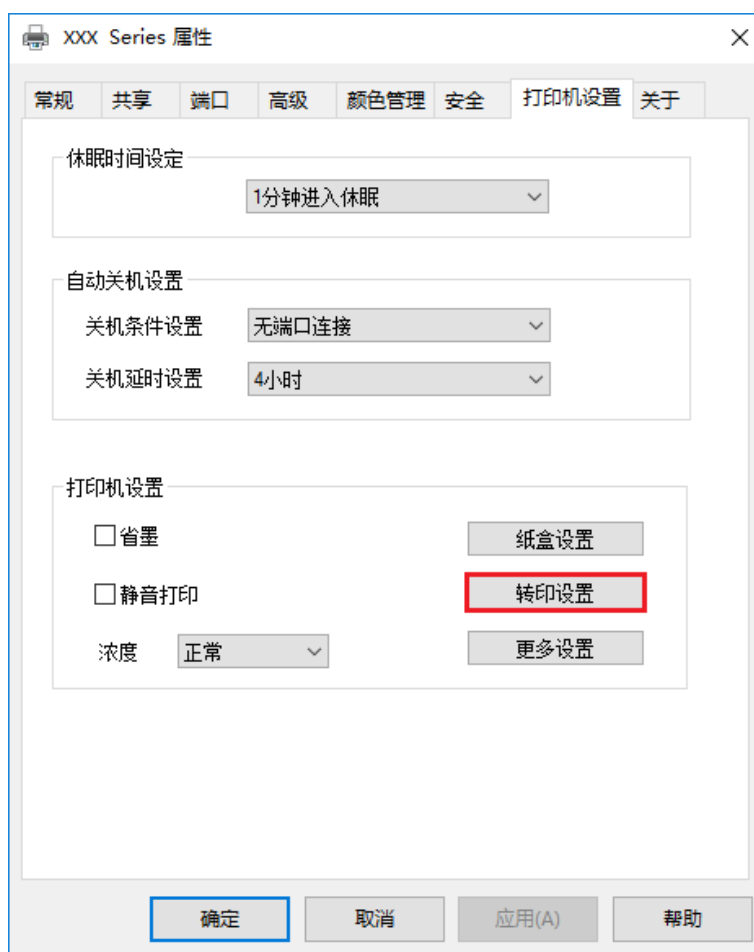 XXX Series 属性
常规 共享 端口 高级 颜色管理 安全 打印机设置 关于
休眠时间设定
1分钟进入休眠
自动关机设置
关机条件设置 无端口连接
关机延时设置 4小时
打印机设置
省墨 纸盒设置
静音打印 转印设置
浓度 正常 更多设置
确定 取消 应用(A) 帮助